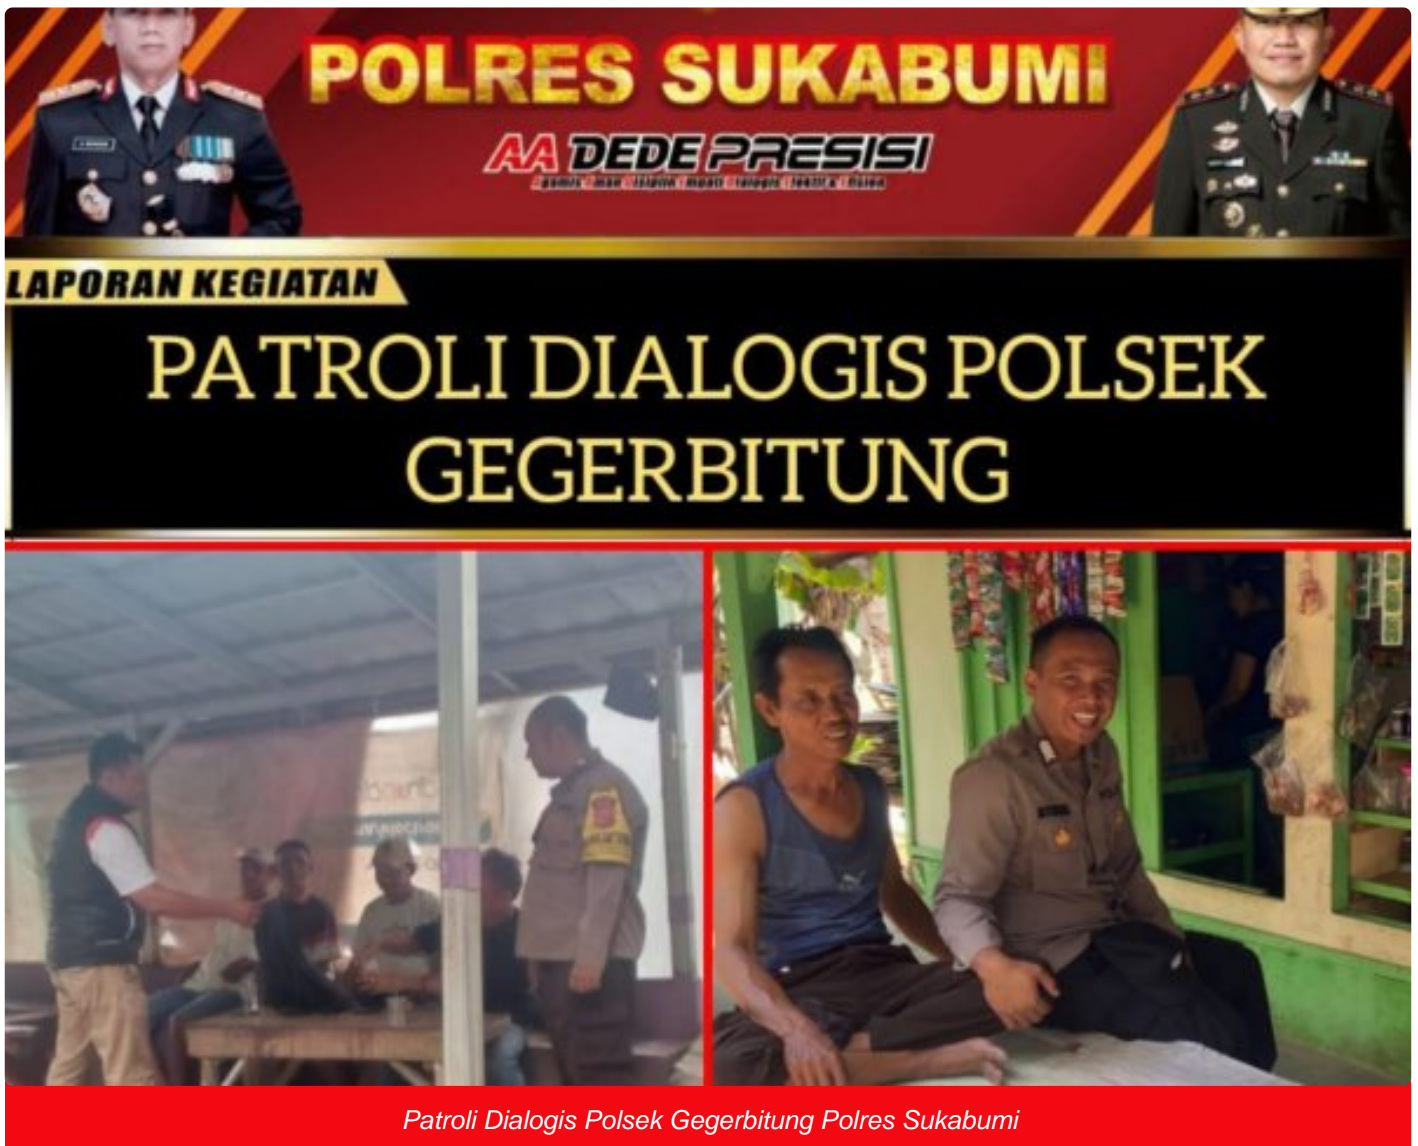 POLRES SUKABUMI
AA DEDE PRESISI
LAPORAN KEGIATAN
PATROLI DIALOGIS POLSEK
GEGERBITUNG
Patroli Dialogis Polsek Gegerbitung Polres Sukabumi